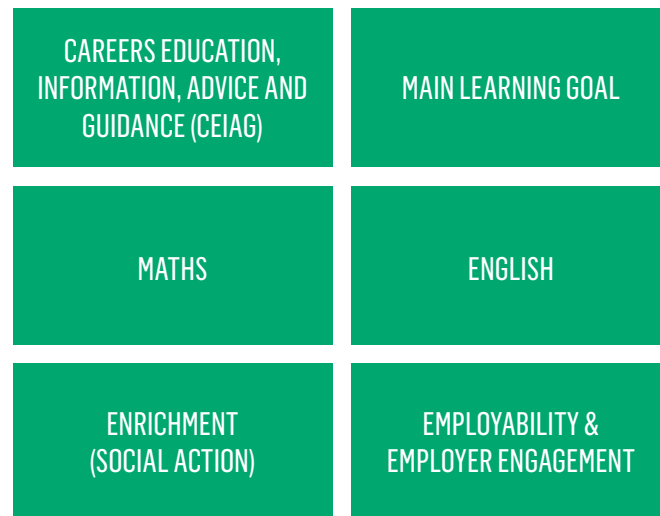 CAREERS EDUCATION,
INFORMATION, ADVICE AND
GUIDANCE (CEIAG)
MAIN LEARNING GOAL
MATHS
ENGLISH
ENRICHMENT
(SOCIAL ACTION)
EMPLOYABILITY &
EMPLOYER ENGAGEMENT